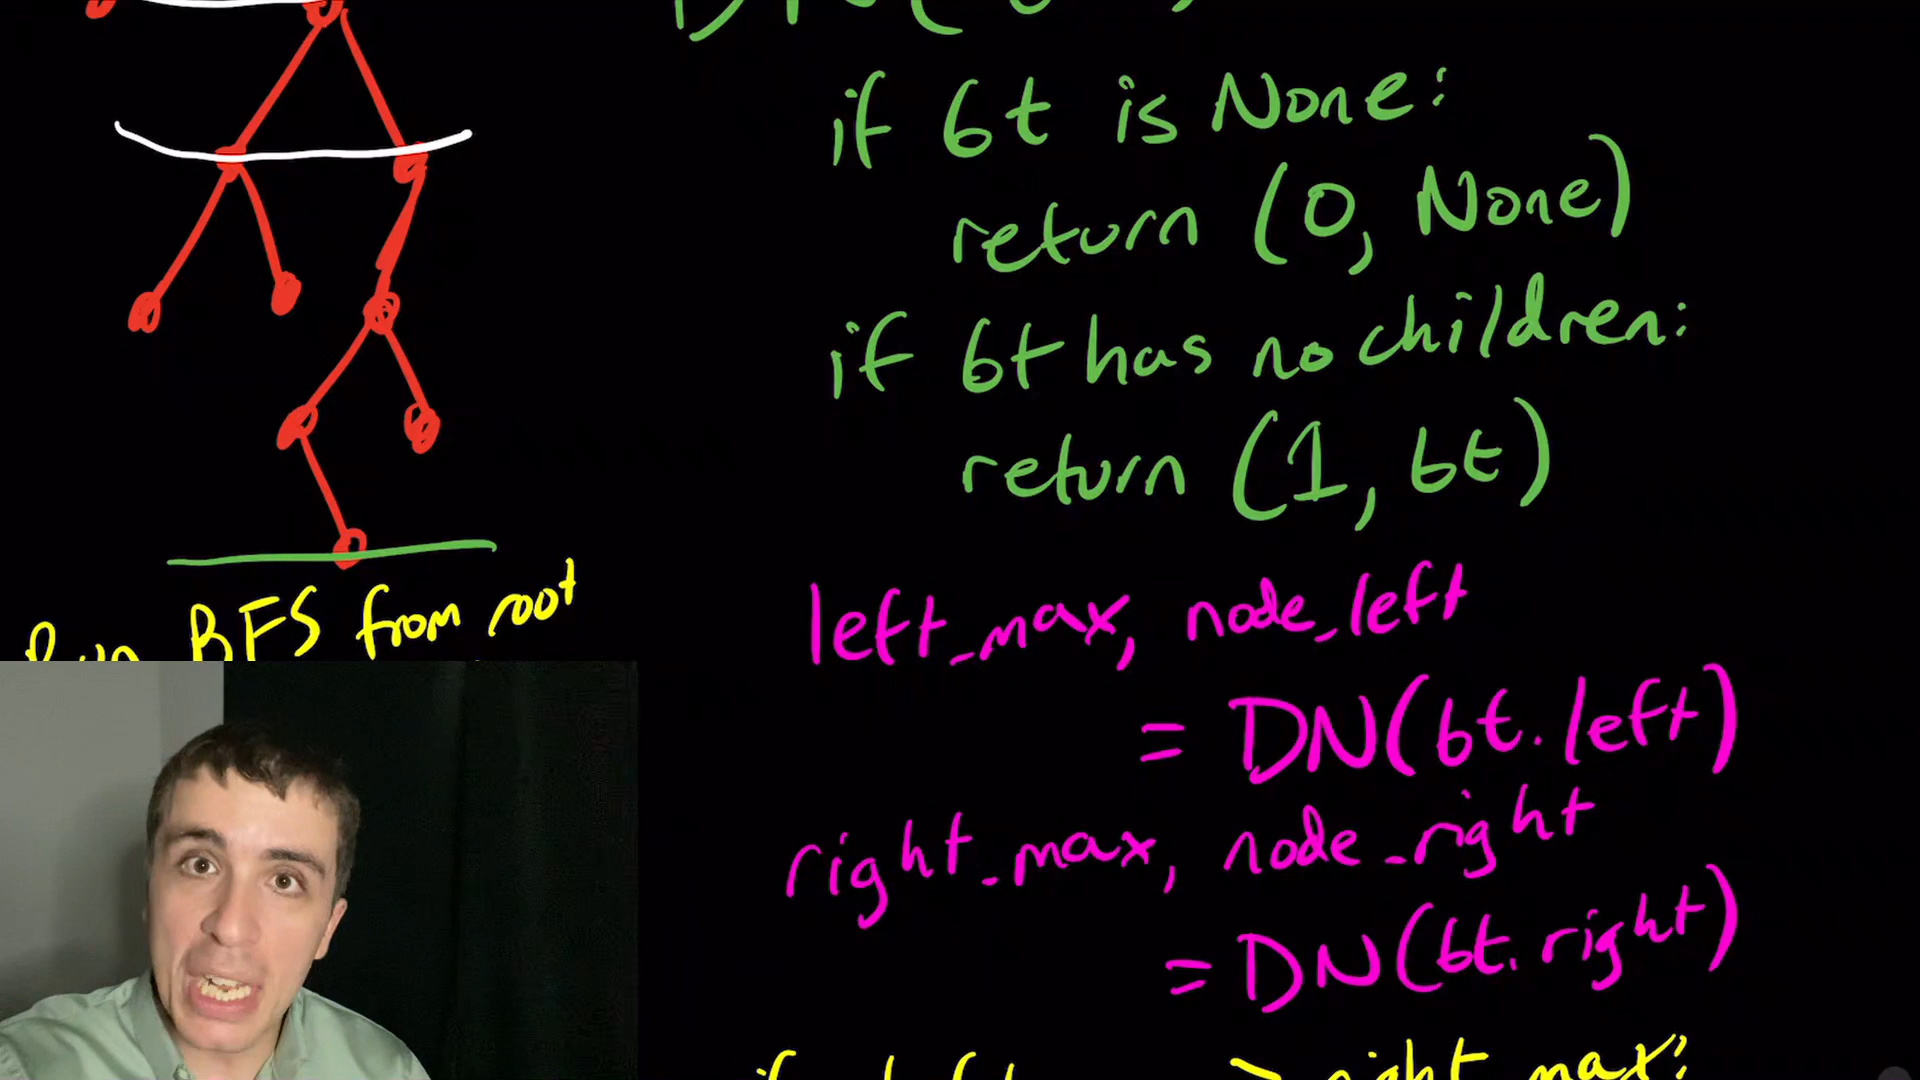 if bt is None:
return (0, None)
if bt has no children:
return (1, bt)
left_max, node_left
= DN(bt.left)
right_max, node_right
= DN(bt.right)
BFS from root
> right_max: